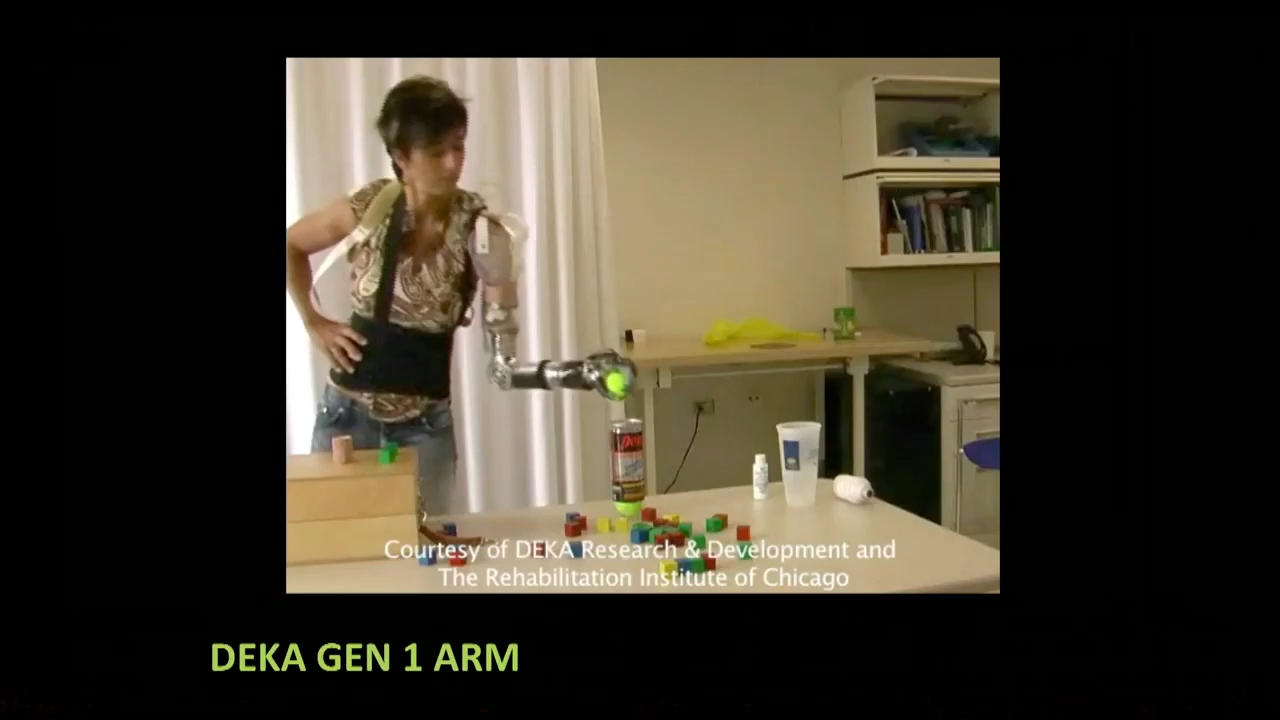 Courtesy of DEKA Research & Development and
The Rehabilitation Institute of Chicago
DEKA GEN 1 ARM